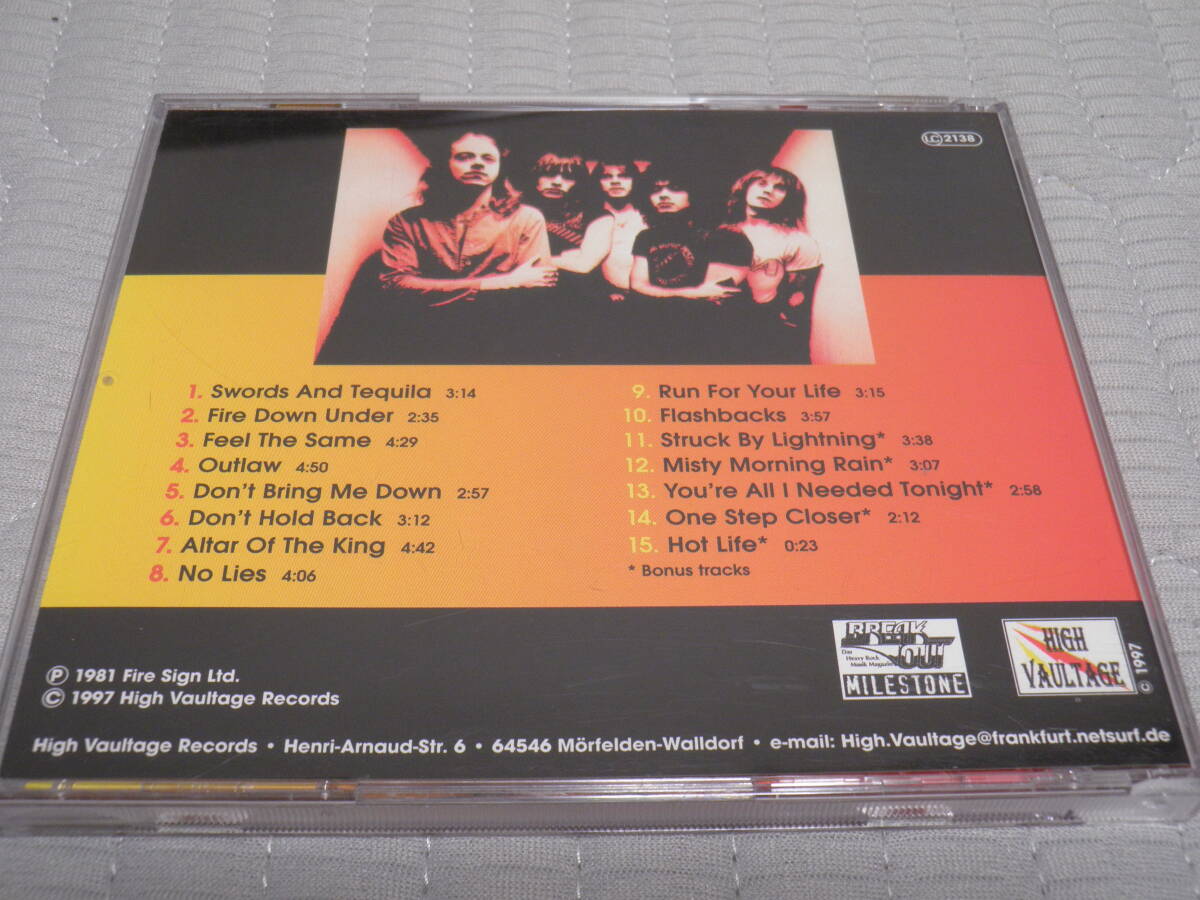 LC 2138
1. Swords And Tequila 3:14
2. Fire Down Under 2:35
3. Feel The Same 4:29
4. Outlaw 4:50
5. Don't Bring Me Down 2:57
6. Don't Hold Back 3:12
7. Altar Of The King 4:42
8. No Lies 4:06
9. Run For Your Life 3:15
10. Flashbacks 3:57
11. Struck By Lightning* 3:38
12. Misty Morning Rain* 3:07
13. You're All I Needed Tonight* 2:58
14. One Step Closer* 2:12
15. Hot Life* 0:23
* Bonus tracks
BREAK OUT
Das Heavy Rock Musik Magazin
MILESTONE
HIGH VAULTAGE
© 1997
℗ 1981 Fire Sign Ltd.
© 1997 High Vaultage Records
High Vaultage Records • Henri-Arnaud-Str. 6 • 64546 Mörfelden-Walldorf • e-mail: High.Vaultage@frankfurt.netsurf.de